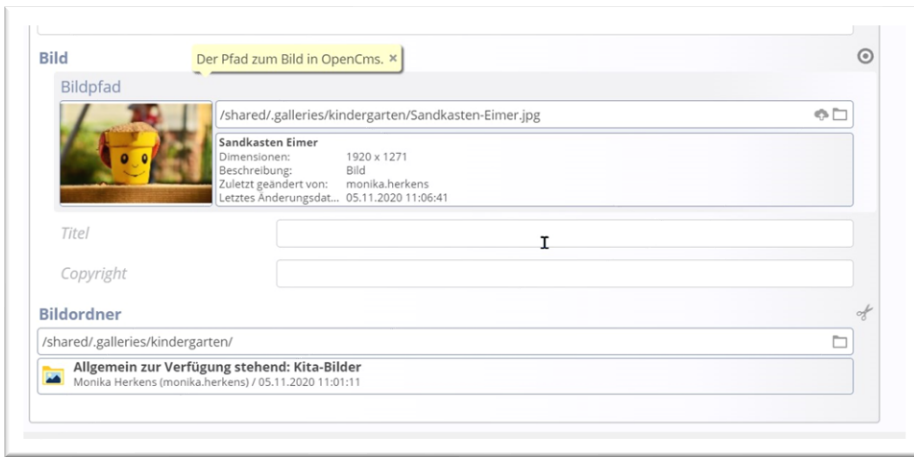 Bild
Der Pfad zum Bild in OpenCms. ×
Bildpfad
/shared/.galleries/kindergarten/Sandkasten-Eimer.jpg
Sandkasten Eimer
Dimensionen: 1920 x 1271
Beschreibung: Bild
Zuletzt geändert von: monika.herkens
Letztes Änderungsdat... 05.11.2020 11:06:41
Titel
Copyright
Bildordner
/shared/.galleries/kindergarten/
Allgemein zur Verfügung stehend: Kita-Bilder
Monika Herkens (monika.herkens) / 05.11.2020 11:01:11